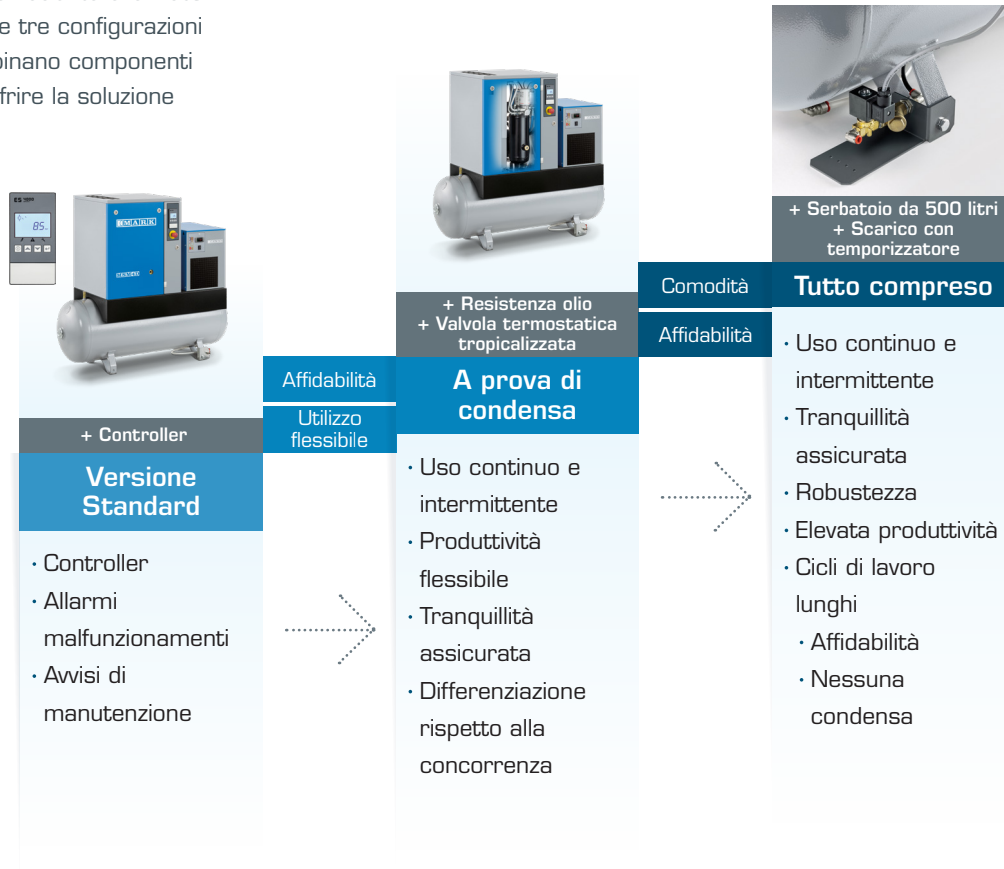 e tre configurazioni
binano componenti
frire la soluzione
ES
85
MARK
+ Controller
Versione
Standard
· Controller
· Allarmi
malfunzionamenti
· Avvisi di
manutenzione
Affidabilità
Utilizzo
flessibile
+ Resistenza olio
+ Valvola termostatica
tropicalizzata
A prova di
condensa
· Uso continuo e
intermittente
· Produttività
flessibile
· Tranquillità
assicurata
· Differenziazione
rispetto alla
concorrenza
Comodità
Affidabilità
+ Serbatoio da 500 litri
+ Scarico con
temporizzatore
Tutto compreso
· Uso continuo e
intermittente
· Tranquillità
assicurata
· Robustezza
· Elevata produttività
· Cicli di lavoro
lunghi
· Affidabilità
· Nessuna
condensa